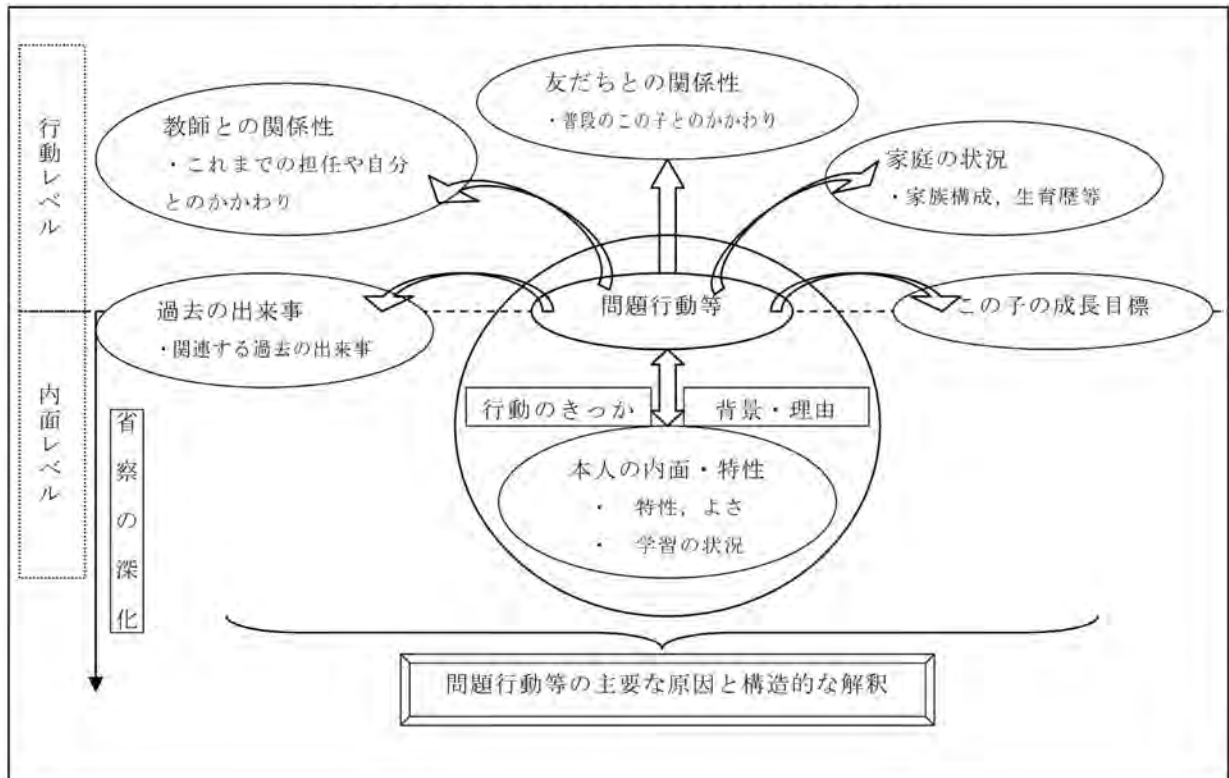 友だちとの関係性
・普段のこの子とのかかわり
教師との関係性
・これまでの担任や自分
とのかかわり
家庭の状況
・家族構成，生育歴等
行動レベル
過去の出来事
・関連する過去の出来事
問題行動等
この子の成長目標
内面レベル
省察の深化
行動のきっか
背景・理由
本人の内面・特性
・ 特性，よさ
・ 学習の状況
問題行動等の主要な原因と構造的な解釈